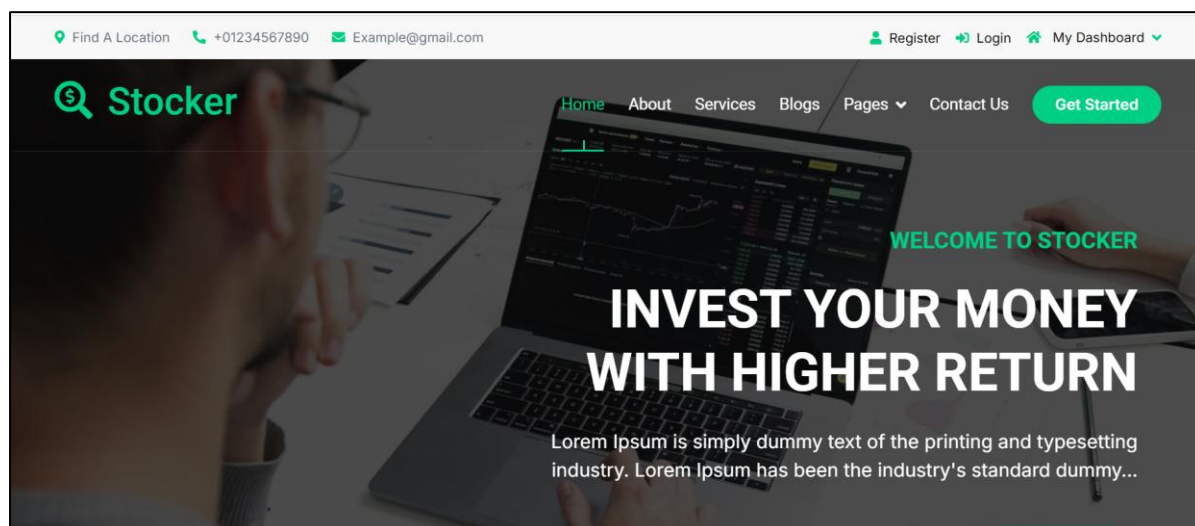 Find A Location +01234567890 Example@gmail.com Register Login My Dashboard
Stocker Home About Services Blogs Pages Contact Us Get Started
WELCOME TO STOCKER
INVEST YOUR MONEY
WITH HIGHER RETURN
Lorem Ipsum is simply dummy text of the printing and typesetting
industry. Lorem Ipsum has been the industry's standard dummy...